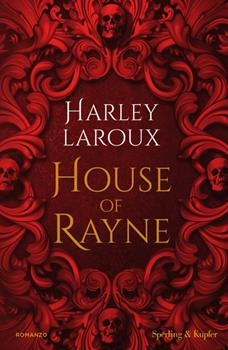 HARLEY
LAROUX
HOUSE
OF
RAYNE
ROMANZO
Sperling & Kupfer